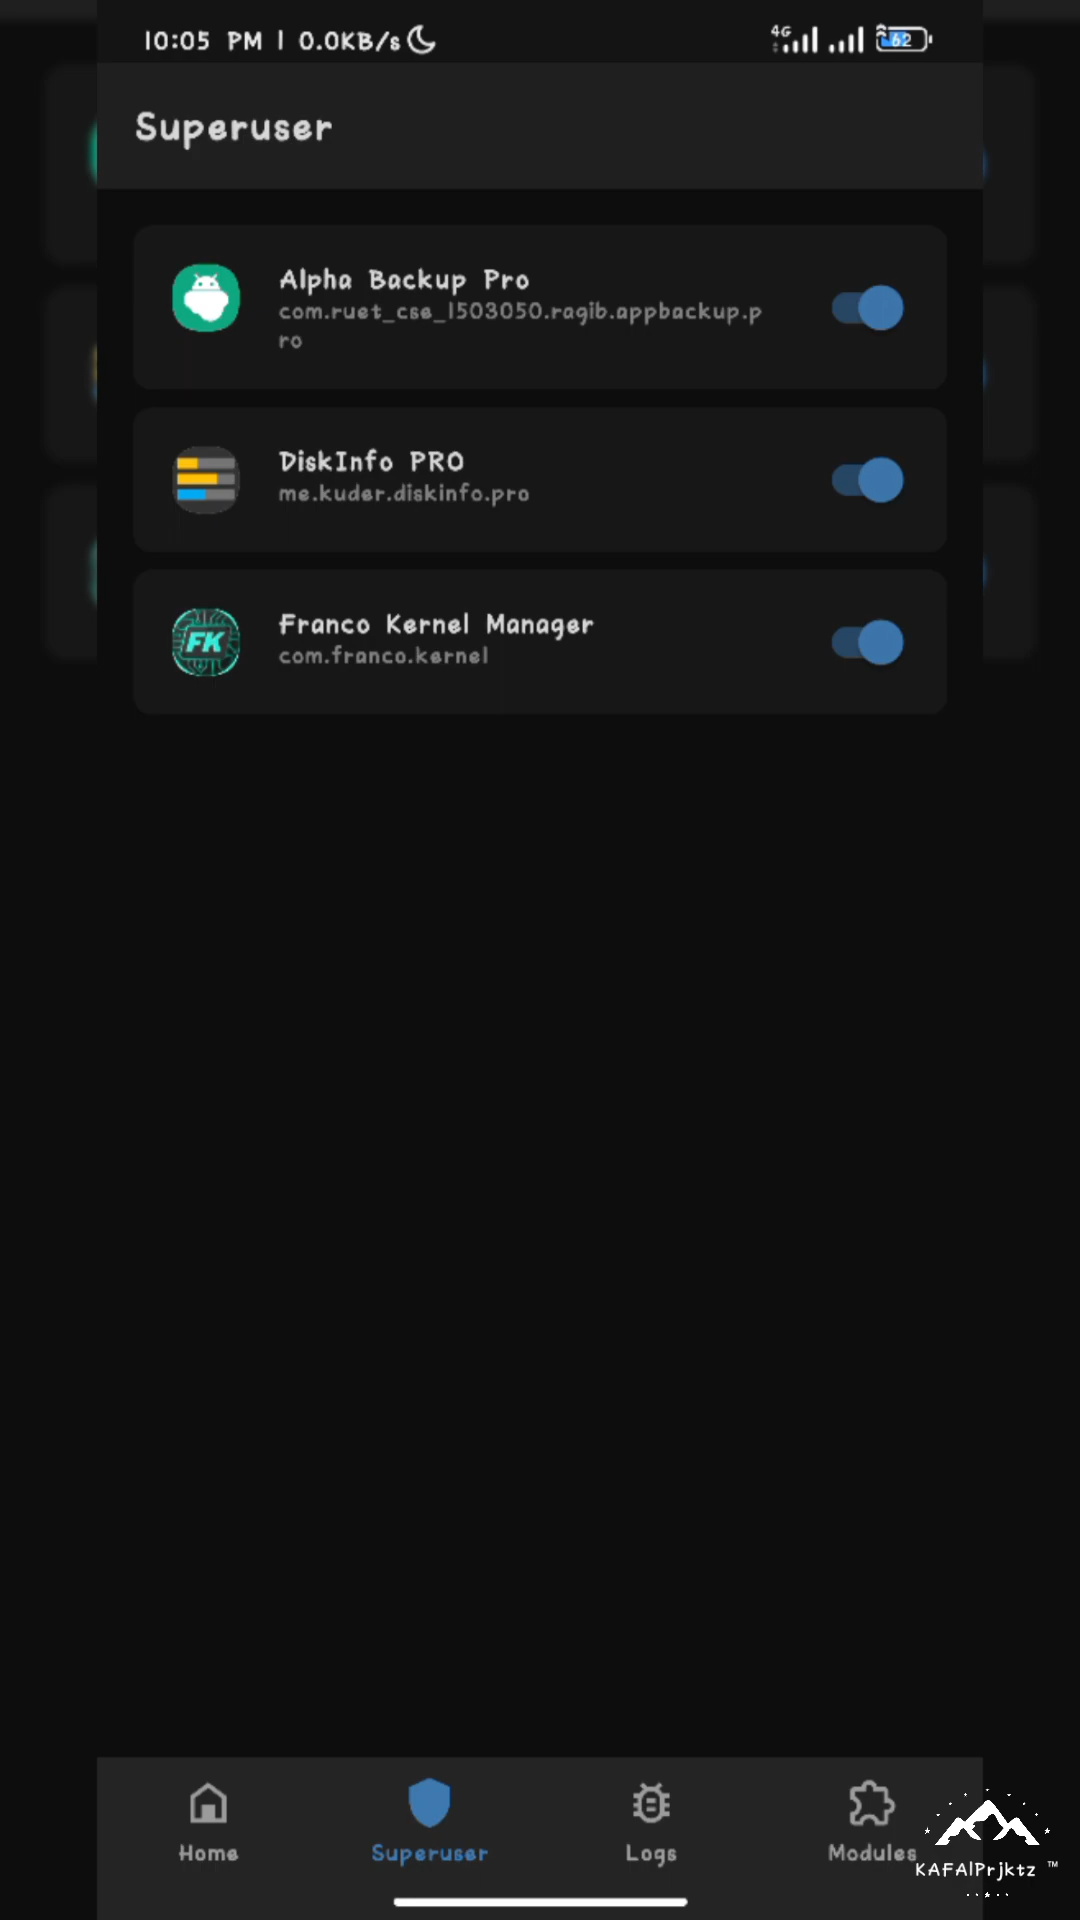 10:05 PM | 0.0KB/s 4G 62
Superuser
Alpha Backup Pro
com.ruet_cse_1503050.ragib.appbackup.p
ro
DiskInfo PRO
me.kuder.diskinfo.pro
FK
Franco Kernel Manager
com.franco.kernel
Home Superuser Logs Modules
KAFAlPrjktz ™